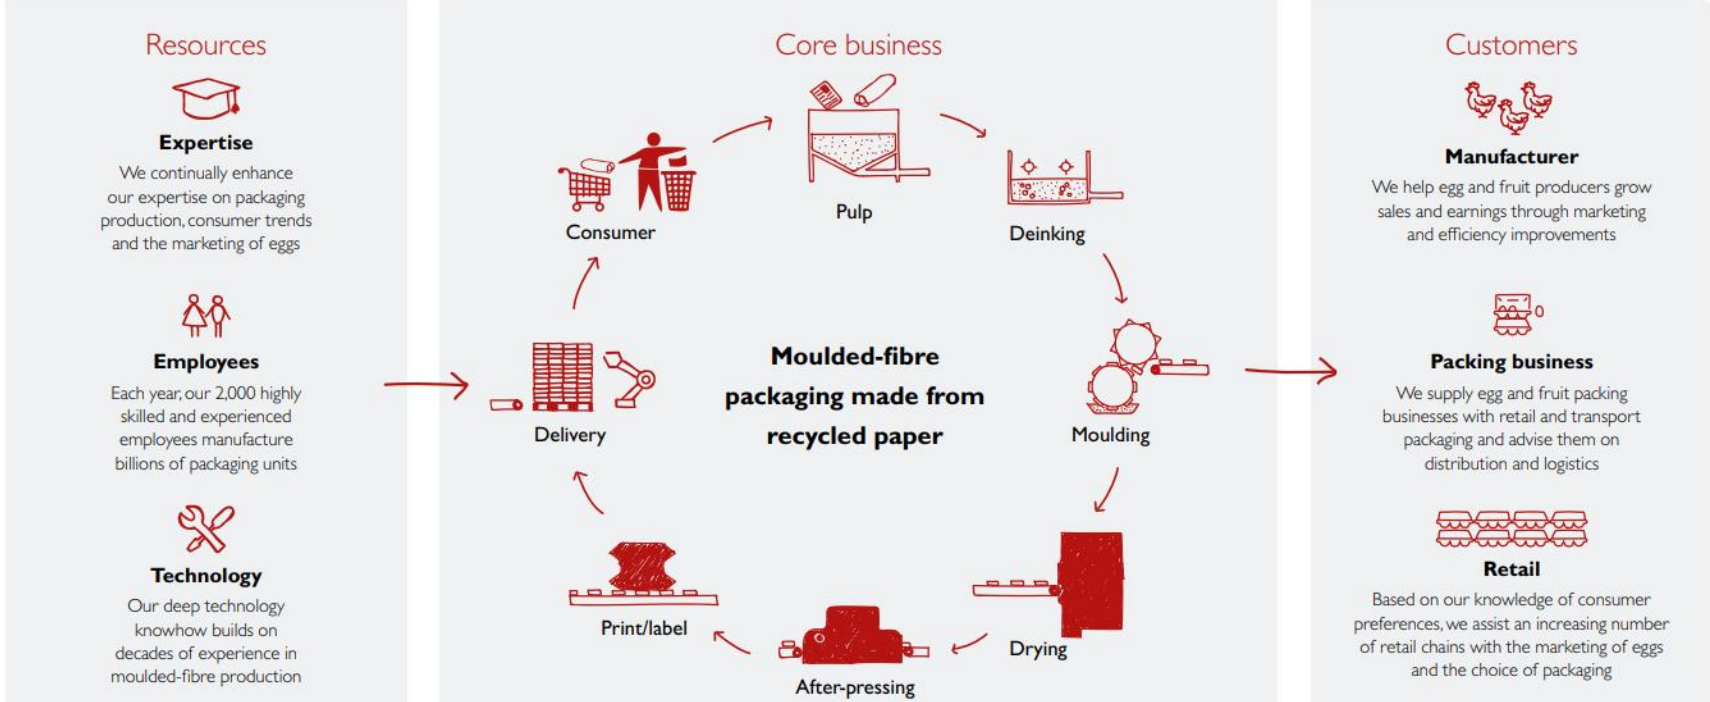 Resources
Expertise
We continually enhance
our expertise on packaging
production, consumer trends
and the marketing of eggs
Employees
Each year, our 2,000 highly
skilled and experienced
employees manufacture
billions of packaging units
Technology
Our deep technology
knowhow builds on
decades of experience in
moulded-fibre production
Core business
Consumer
Pulp
Deinking
Moulded-fibre
packaging made from
recycled paper
Delivery
Moulding
Print/label
Drying
After-pressing
Customers
Manufacturer
We help egg and fruit producers grow
sales and earnings through marketing
and efficiency improvements
Packing business
We supply egg and fruit packing
businesses with retail and transport
packaging and advise them on
distribution and logistics
Retail
Based on our knowledge of consumer
preferences, we assist an increasing number
of retail chains with the marketing of eggs
and the choice of packaging